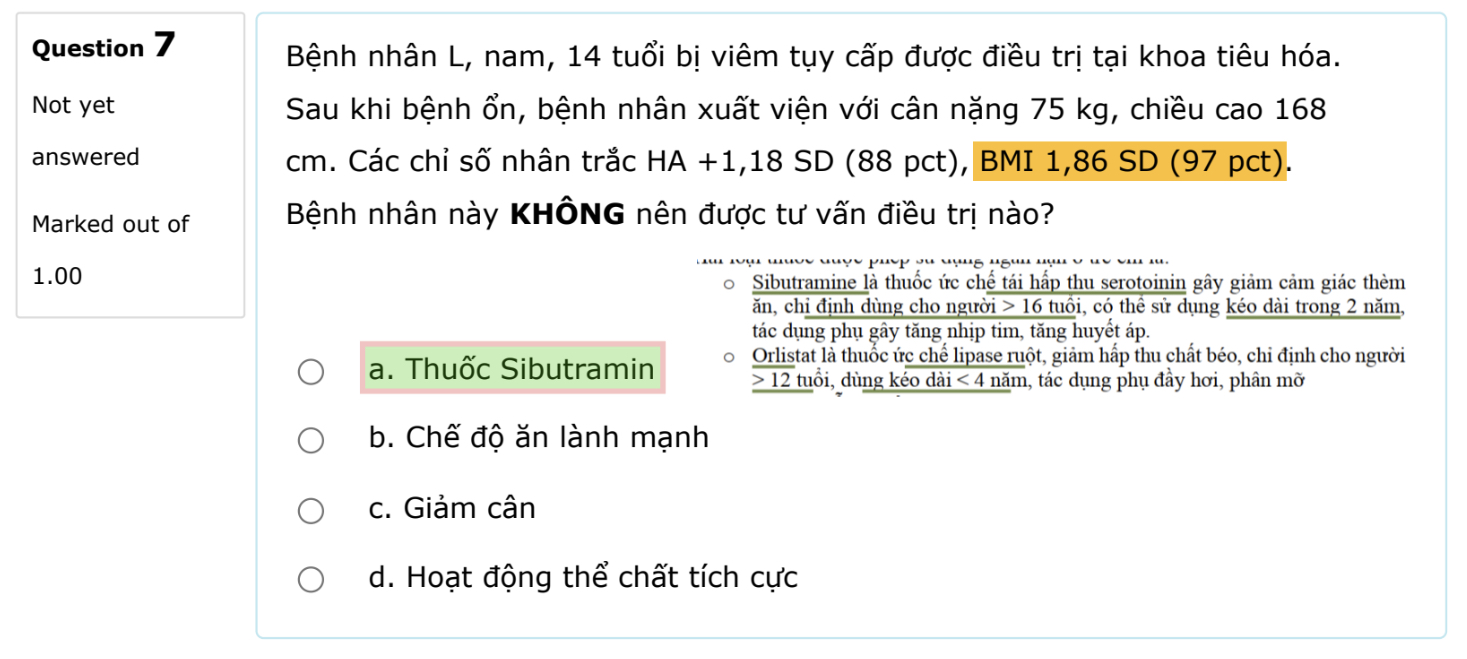 Question 7
Not yet
answered
Marked out of
1.00
Bệnh nhân L, nam, 14 tuổi bị viêm tụy cấp được điều trị tại khoa tiêu hóa.
Sau khi bệnh ổn, bệnh nhân xuất viện với cân nặng 75 kg, chiều cao 168
cm. Các chỉ số nhân trắc HA +1,18 SD (88 pct), BMI 1,86 SD (97 pct).
Bệnh nhân này KHÔNG nên được tư vấn điều trị nào?
o Sibutramine là thuốc ức chế tái hấp thu serotoinin gây giảm cảm giác thèm
ăn, chỉ định dùng cho người > 16 tuổi, có thể sử dụng kéo dài trong 2 năm,
tác dụng phụ gây tăng nhịp tim, tăng huyết áp.
o Orlistat là thuốc ức chế lipase ruột, giảm hấp thu chất béo, chỉ định cho người
> 12 tuổi, dùng kéo dài < 4 năm, tác dụng phụ đầy hơi, phân mỡ
a. Thuốc Sibutramin
b. Chế độ ăn lành mạnh
c. Giảm cân
d. Hoạt động thể chất tích cực